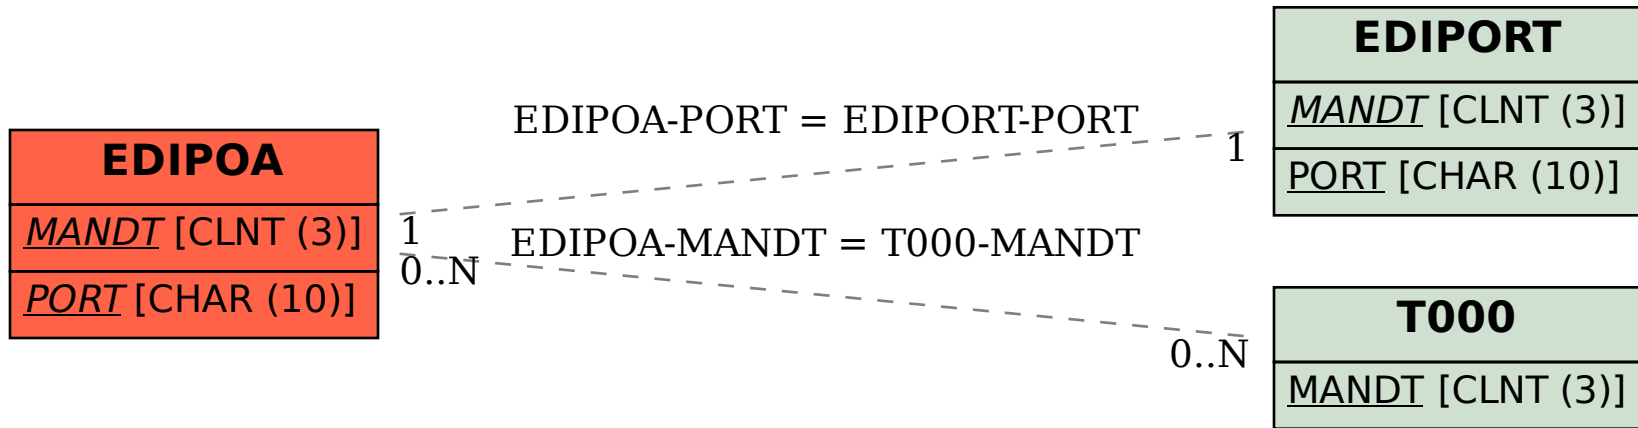 EDIPOA
MANDT [CLNT (3)]
PORT [CHAR (10)]
EDIPOA-PORT = EDIPORT-PORT
1
1
EDIPOA-MANDT = T000-MANDT
0..N
0..N
EDIPORT
MANDT [CLNT (3)]
PORT [CHAR (10)]
T000
MANDT [CLNT (3)]